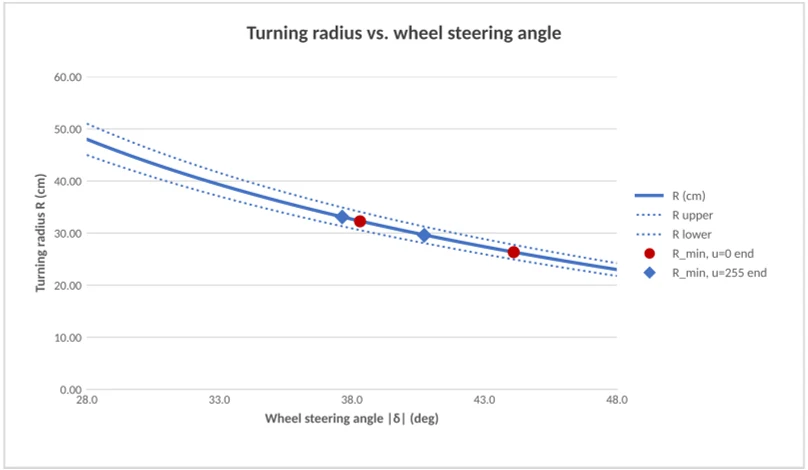 Turning radius vs. wheel steering angle
60.00
50.00
40.00
30.00
20.00
10.00
0.00
Turning radius R (cm)
28.0
33.0
38.0
43.0
48.0
Wheel steering angle |δ| (deg)
R (cm)
R upper
R lower
R_min, u=0 end
R_min, u=255 end